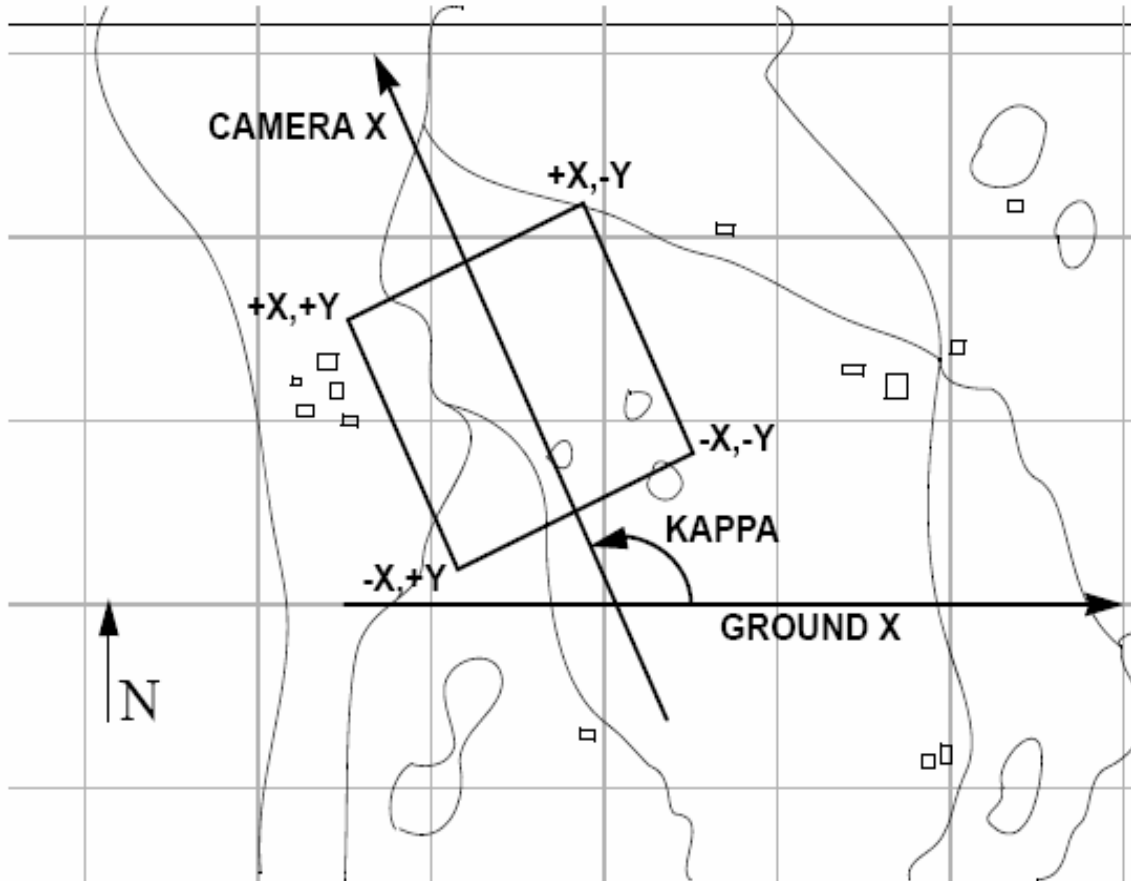 CAMERA X
+X,-Y
+X,+Y
-X,-Y
KAPPA
-X,+Y
GROUND X
N